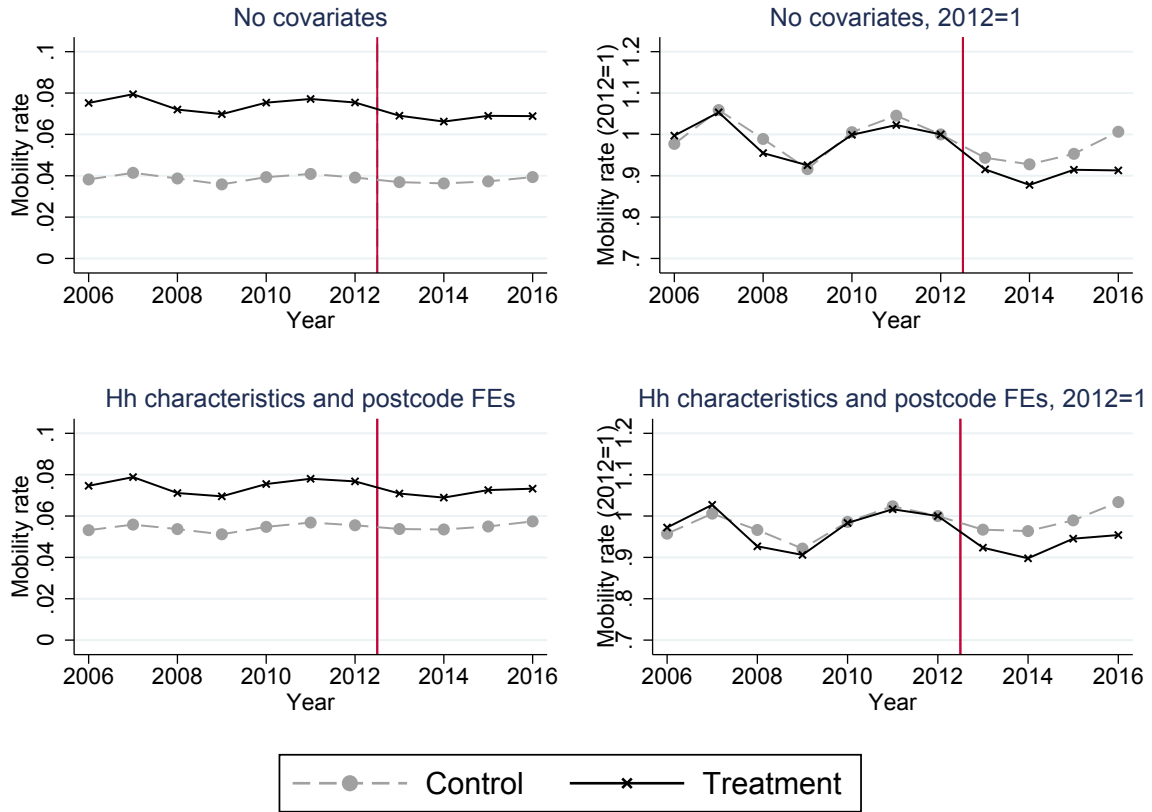 No covariates
.1
.08
.06
.04
.02
0
Mobility rate
2006 2008 2010 2012 2014 2016
Year
No covariates, 2012=1
1.2
1.1
1
.9
.8
.7
Mobility rate (2012=1)
2006 2008 2010 2012 2014 2016
Year
Hh characteristics and postcode FEs
.1
.08
.06
.04
.02
0
Mobility rate
2006 2008 2010 2012 2014 2016
Year
Hh characteristics and postcode FEs, 2012=1
1.2
1.1
1
.9
.8
.7
Mobility rate (2012=1)
2006 2008 2010 2012 2014 2016
Year
Control Treatment